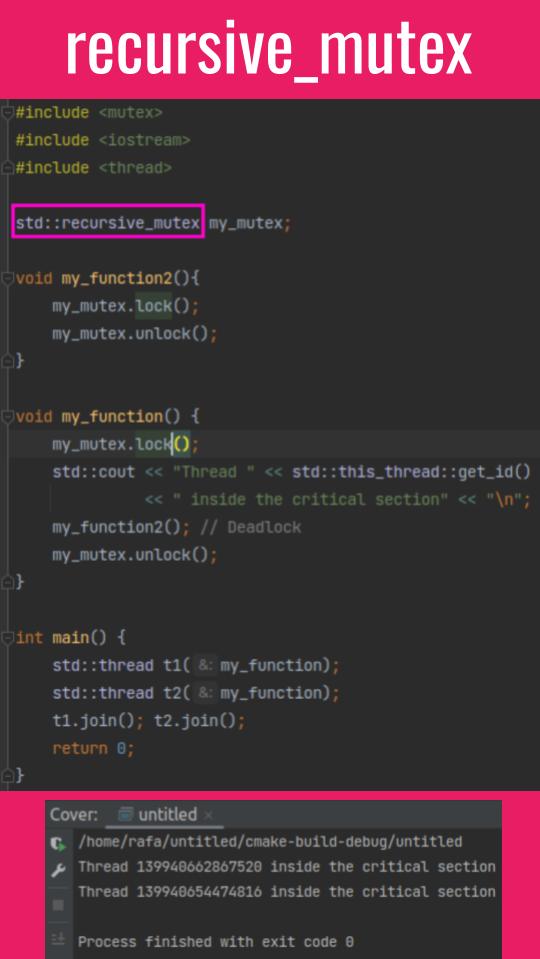 recursive_mutex
#include <mutex>
#include <iostream>
#include <thread>
std::recursive_mutex my_mutex;
void my_function2(){
my_mutex.lock();
my_mutex.unlock();
}
void my_function() {
my_mutex.lock();
std::cout << "Thread " << std::this_thread::get_id()
<< " inside the critical section" << "\n";
my_function2(); // Deadlock
my_mutex.unlock();
}
int main() {
std::thread t1( &: my_function);
std::thread t2( &: my_function);
t1.join(); t2.join();
return 0;
}
Cover: untitled ×
/home/rafa/untitled/cmake-build-debug/untitled
Thread 139940662867520 inside the critical section
Thread 139940654474816 inside the critical section
Process finished with exit code 0